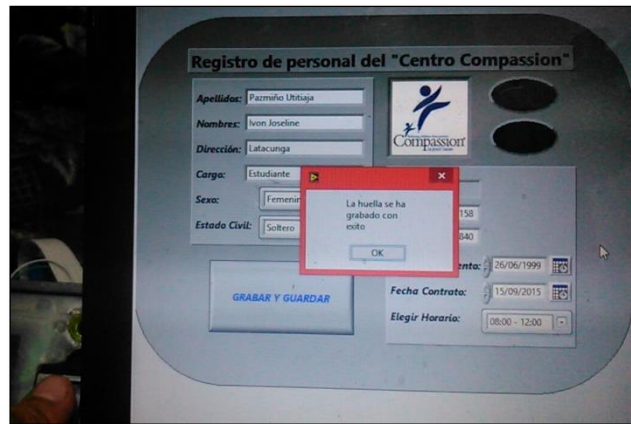 Registro de personal del "Centro Compassion"
Apellidos: Pazmiño Utitiaja
Nombres: Ivon Joseline
Dirección: Latacunga
Cargo: Estudiante
Sexo: Femenin
Estado Civil: Soltero
GRABAR Y GUARDAR
Compassion
La huella se ha
grabado con
exito
OK
158
840
ento: 26/06/1999
Fecha Contrato: 15/09/2015
Elegir Horario: 08:00 - 12:00